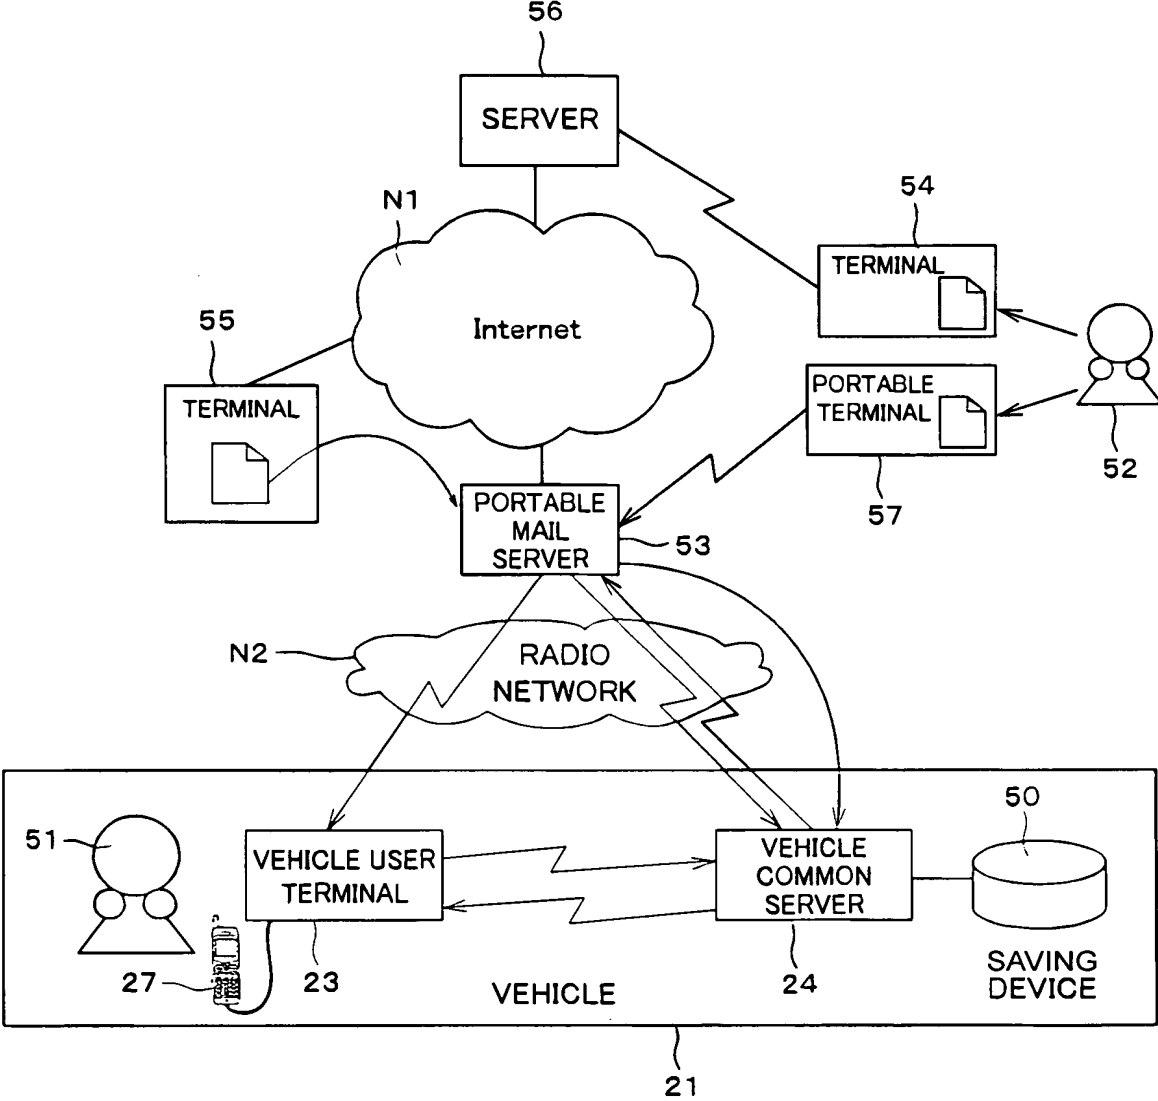 56
SERVER
N1
54
TERMINAL
55
Internet
TERMINAL
PORTABLE
TERMINAL
52
57
PORTABLE
MAIL
SERVER
53
N2
RADIO
NETWORK
50
51
VEHICLE USER
TERMINAL
VEHICLE
COMMON
SERVER
27
23
24
SAVING
DEVICE
VEHICLE
21